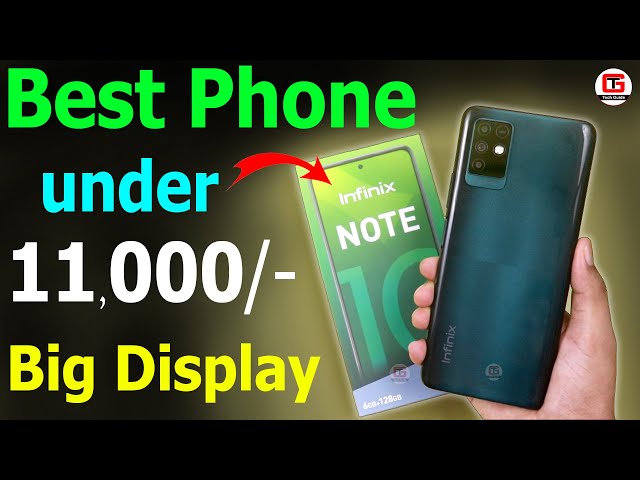 Best Phone
under
11,000/-
Big Display
Infinix
NOTE
10
6GB+128GB
Infinix
Tech Guide